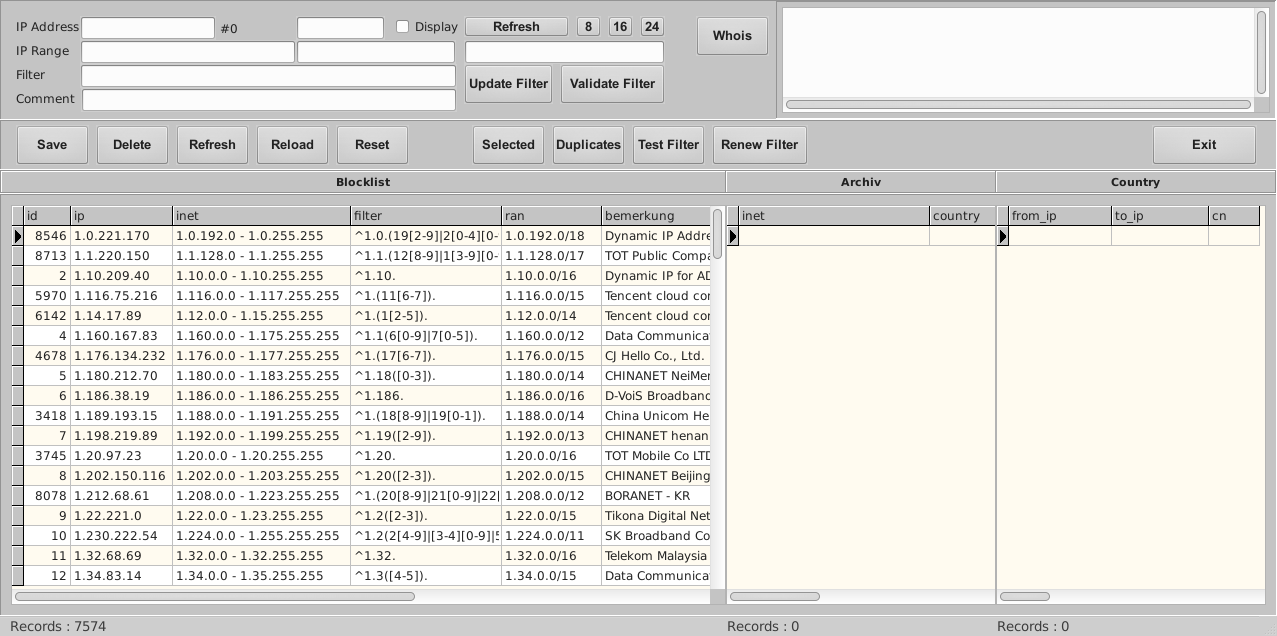 IP Address #0 Display Refresh 8 16 24 Whois
IP Range
Filter Update Filter Validate Filter
Comment
Save Delete Refresh Reload Reset Selected Duplicates Test Filter Renew Filter Exit
Blocklist Archiv Country
id ip inet filter ran bemerkung inet country from_ip to_ip cn
8546 1.0.221.170 1.0.192.0 - 1.0.255.255 ^1.0.(19[2-9]|2[0-4][0- 1.0.192.0/18 Dynamic IP Addre
8713 1.1.220.150 1.1.128.0 - 1.1.255.255 ^1.1.(12[8-9]|1[3-9][0- 1.1.128.0/17 TOT Public Compa
2 1.10.209.40 1.10.0.0 - 1.10.255.255 ^1.10. 1.10.0.0/16 Dynamic IP for AD
5970 1.116.75.216 1.116.0.0 - 1.117.255.255 ^1.(11[6-7]). 1.116.0.0/15 Tencent cloud cor
6142 1.14.17.89 1.12.0.0 - 1.15.255.255 ^1.(1[2-5]). 1.12.0.0/14 Tencent cloud cor
4 1.160.167.83 1.160.0.0 - 1.175.255.255 ^1.1(6[0-9]|7[0-5]). 1.160.0.0/12 Data Communicat
4678 1.176.134.232 1.176.0.0 - 1.177.255.255 ^1.(17[6-7]). 1.176.0.0/15 CJ Hello Co., Ltd.
5 1.180.212.70 1.180.0.0 - 1.183.255.255 ^1.18([0-3]). 1.180.0.0/14 CHINANET NeiMen
6 1.186.38.19 1.186.0.0 - 1.186.255.255 ^1.186. 1.186.0.0/16 D-VoiS Broadband
3418 1.189.193.15 1.188.0.0 - 1.191.255.255 ^1.(18[8-9]|19[0-1]). 1.188.0.0/14 China Unicom He
7 1.198.219.89 1.192.0.0 - 1.199.255.255 ^1.19([2-9]). 1.192.0.0/13 CHINANET henan
3745 1.20.97.23 1.20.0.0 - 1.20.255.255 ^1.20. 1.20.0.0/16 TOT Mobile Co LTD
8 1.202.150.116 1.202.0.0 - 1.203.255.255 ^1.20([2-3]). 1.202.0.0/15 CHINANET Beijing
8078 1.212.68.61 1.208.0.0 - 1.223.255.255 ^1.(20[8-9]|21[0-9]|22[ 1.208.0.0/12 BORANET - KR
9 1.22.221.0 1.22.0.0 - 1.23.255.255 ^1.2([2-3]). 1.22.0.0/15 Tikona Digital Net
10 1.230.222.54 1.224.0.0 - 1.255.255.255 ^1.2(2[4-9]|[3-4][0-9]|5 1.224.0.0/11 SK Broadband Co
11 1.32.68.69 1.32.0.0 - 1.32.255.255 ^1.32. 1.32.0.0/16 Telekom Malaysia
12 1.34.83.14 1.34.0.0 - 1.35.255.255 ^1.3([4-5]). 1.34.0.0/15 Data Communicat
Records : 7574 Records : 0 Records : 0